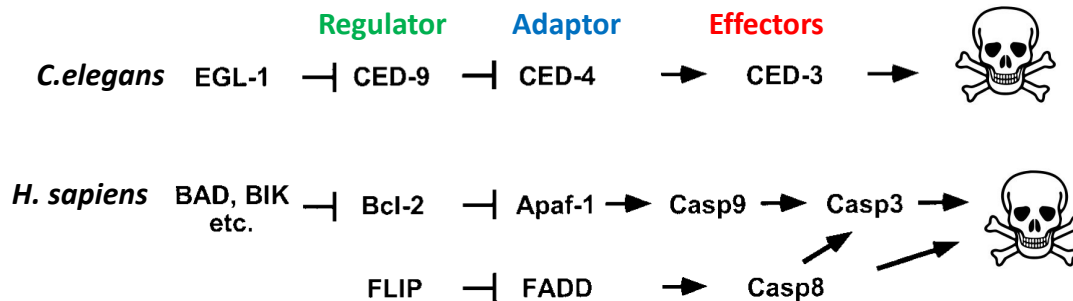 Regulator Adaptor Effectors
C.elegans EGL-1 CED-9 CED-4 CED-3
H. sapiens BAD, BIK Bcl-2 Apaf-1 Casp9 Casp3
etc.
FLIP FADD Casp8